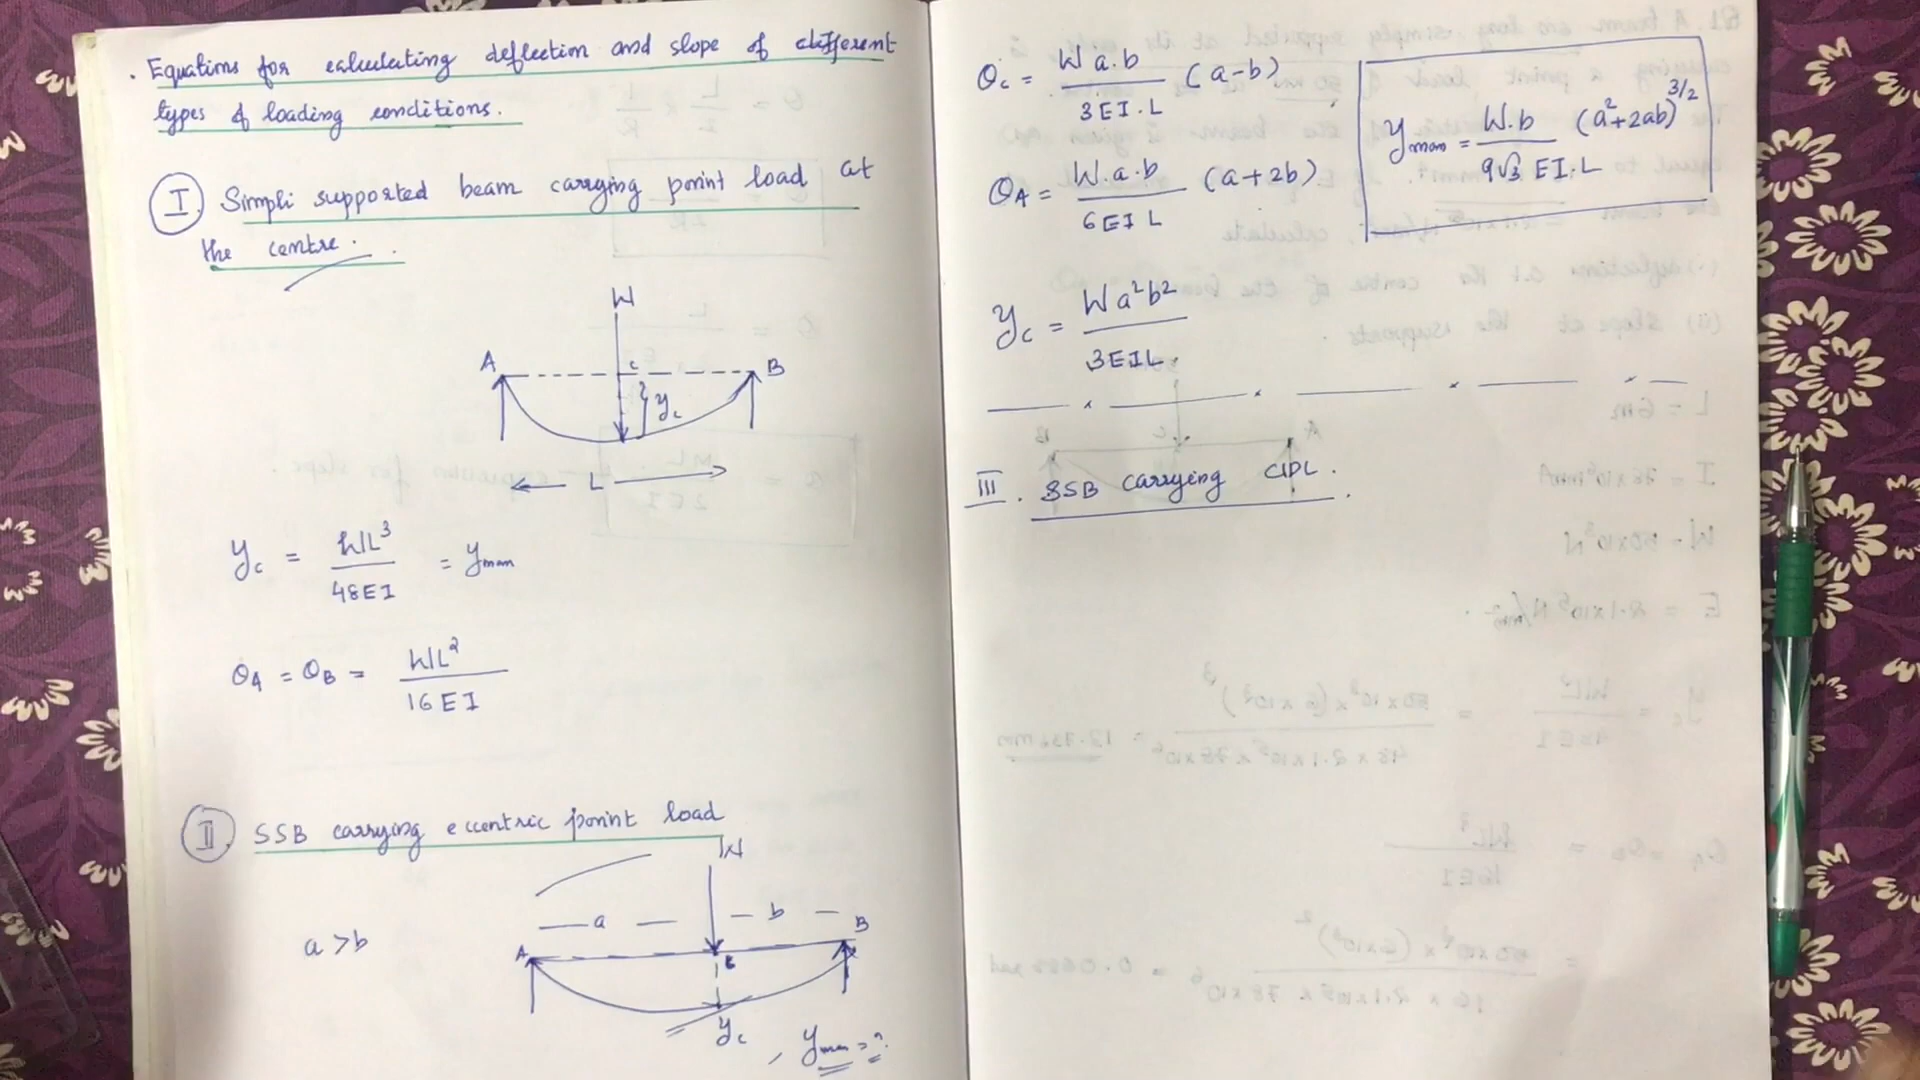 . Equations for calculating deflection and slope of different
types of loading conditions.
I. Simpli supported beam carrying point load at
the centre.
W
A
c
B
yc
L
yc = WL³/48EI = ymax
θA = θB = WL²/16EI
II. SSB carrying eccentric point load
W
a
b
a > b
A
c
B
yc , ymax = ?
θc = W a.b/3EI.L (a-b)
θA = W.a.b/6EIL (a+2b)
ymax = W.b/9√3 EI.L (a²+2ab)^3/2
yc = Wa²b²/3EIL.
III. SSB carrying UDL.